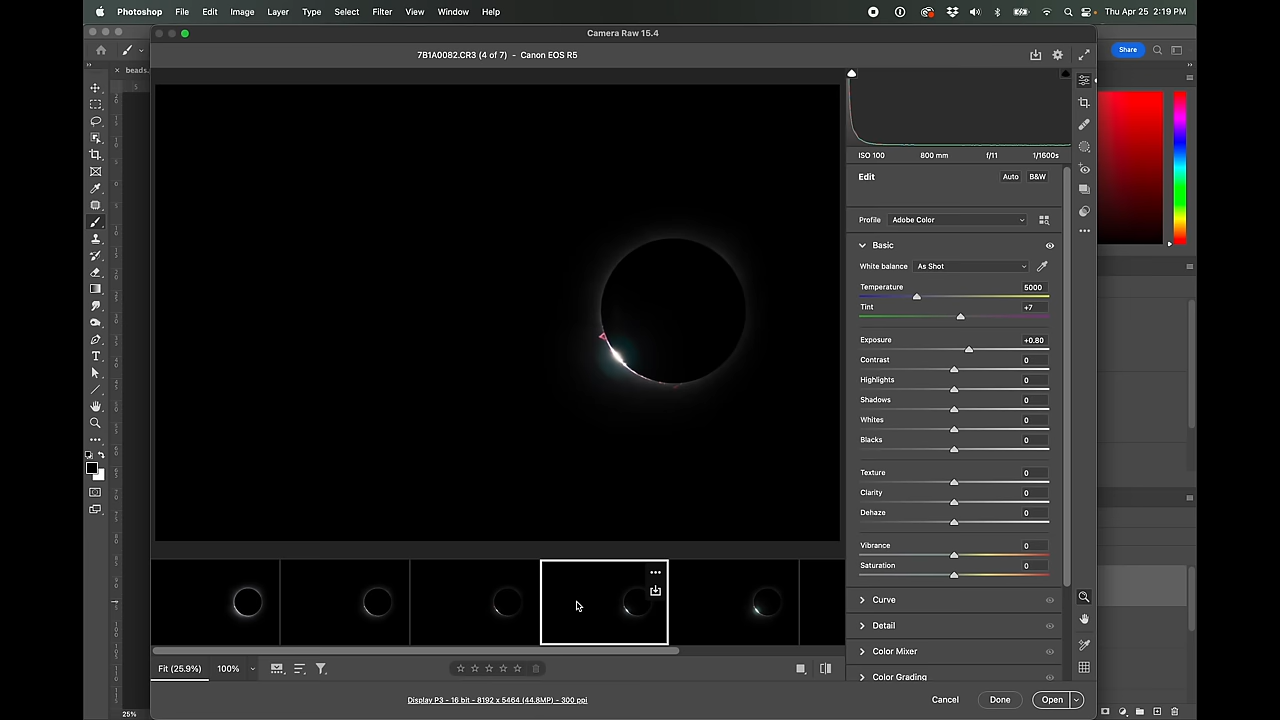 Photoshop File Edit Image Layer Type Select Filter View Window Help Thu Apr 25 2:19 PM
Camera Raw 15.4
7B1A0082.CR3 (4 of 7) - Canon EOS R5
Share
beads.
ISO 100 800 mm f/11 1/1600s
Edit Auto B&W
Profile Adobe Color
Basic
White balance As Shot
Temperature 5000
Tint +7
Exposure +0.80
Contrast 0
Highlights 0
Shadows 0
Whites 0
Blacks 0
Texture 0
Clarity 0
Dehaze 0
Vibrance 0
Saturation 0
Curve
Detail
Color Mixer
Color Grading
Fit (25.9%) 100%
Display P3 - 16 bit - 8192 x 5464 (44.8MP) - 300 ppi
Cancel Done Open
25%